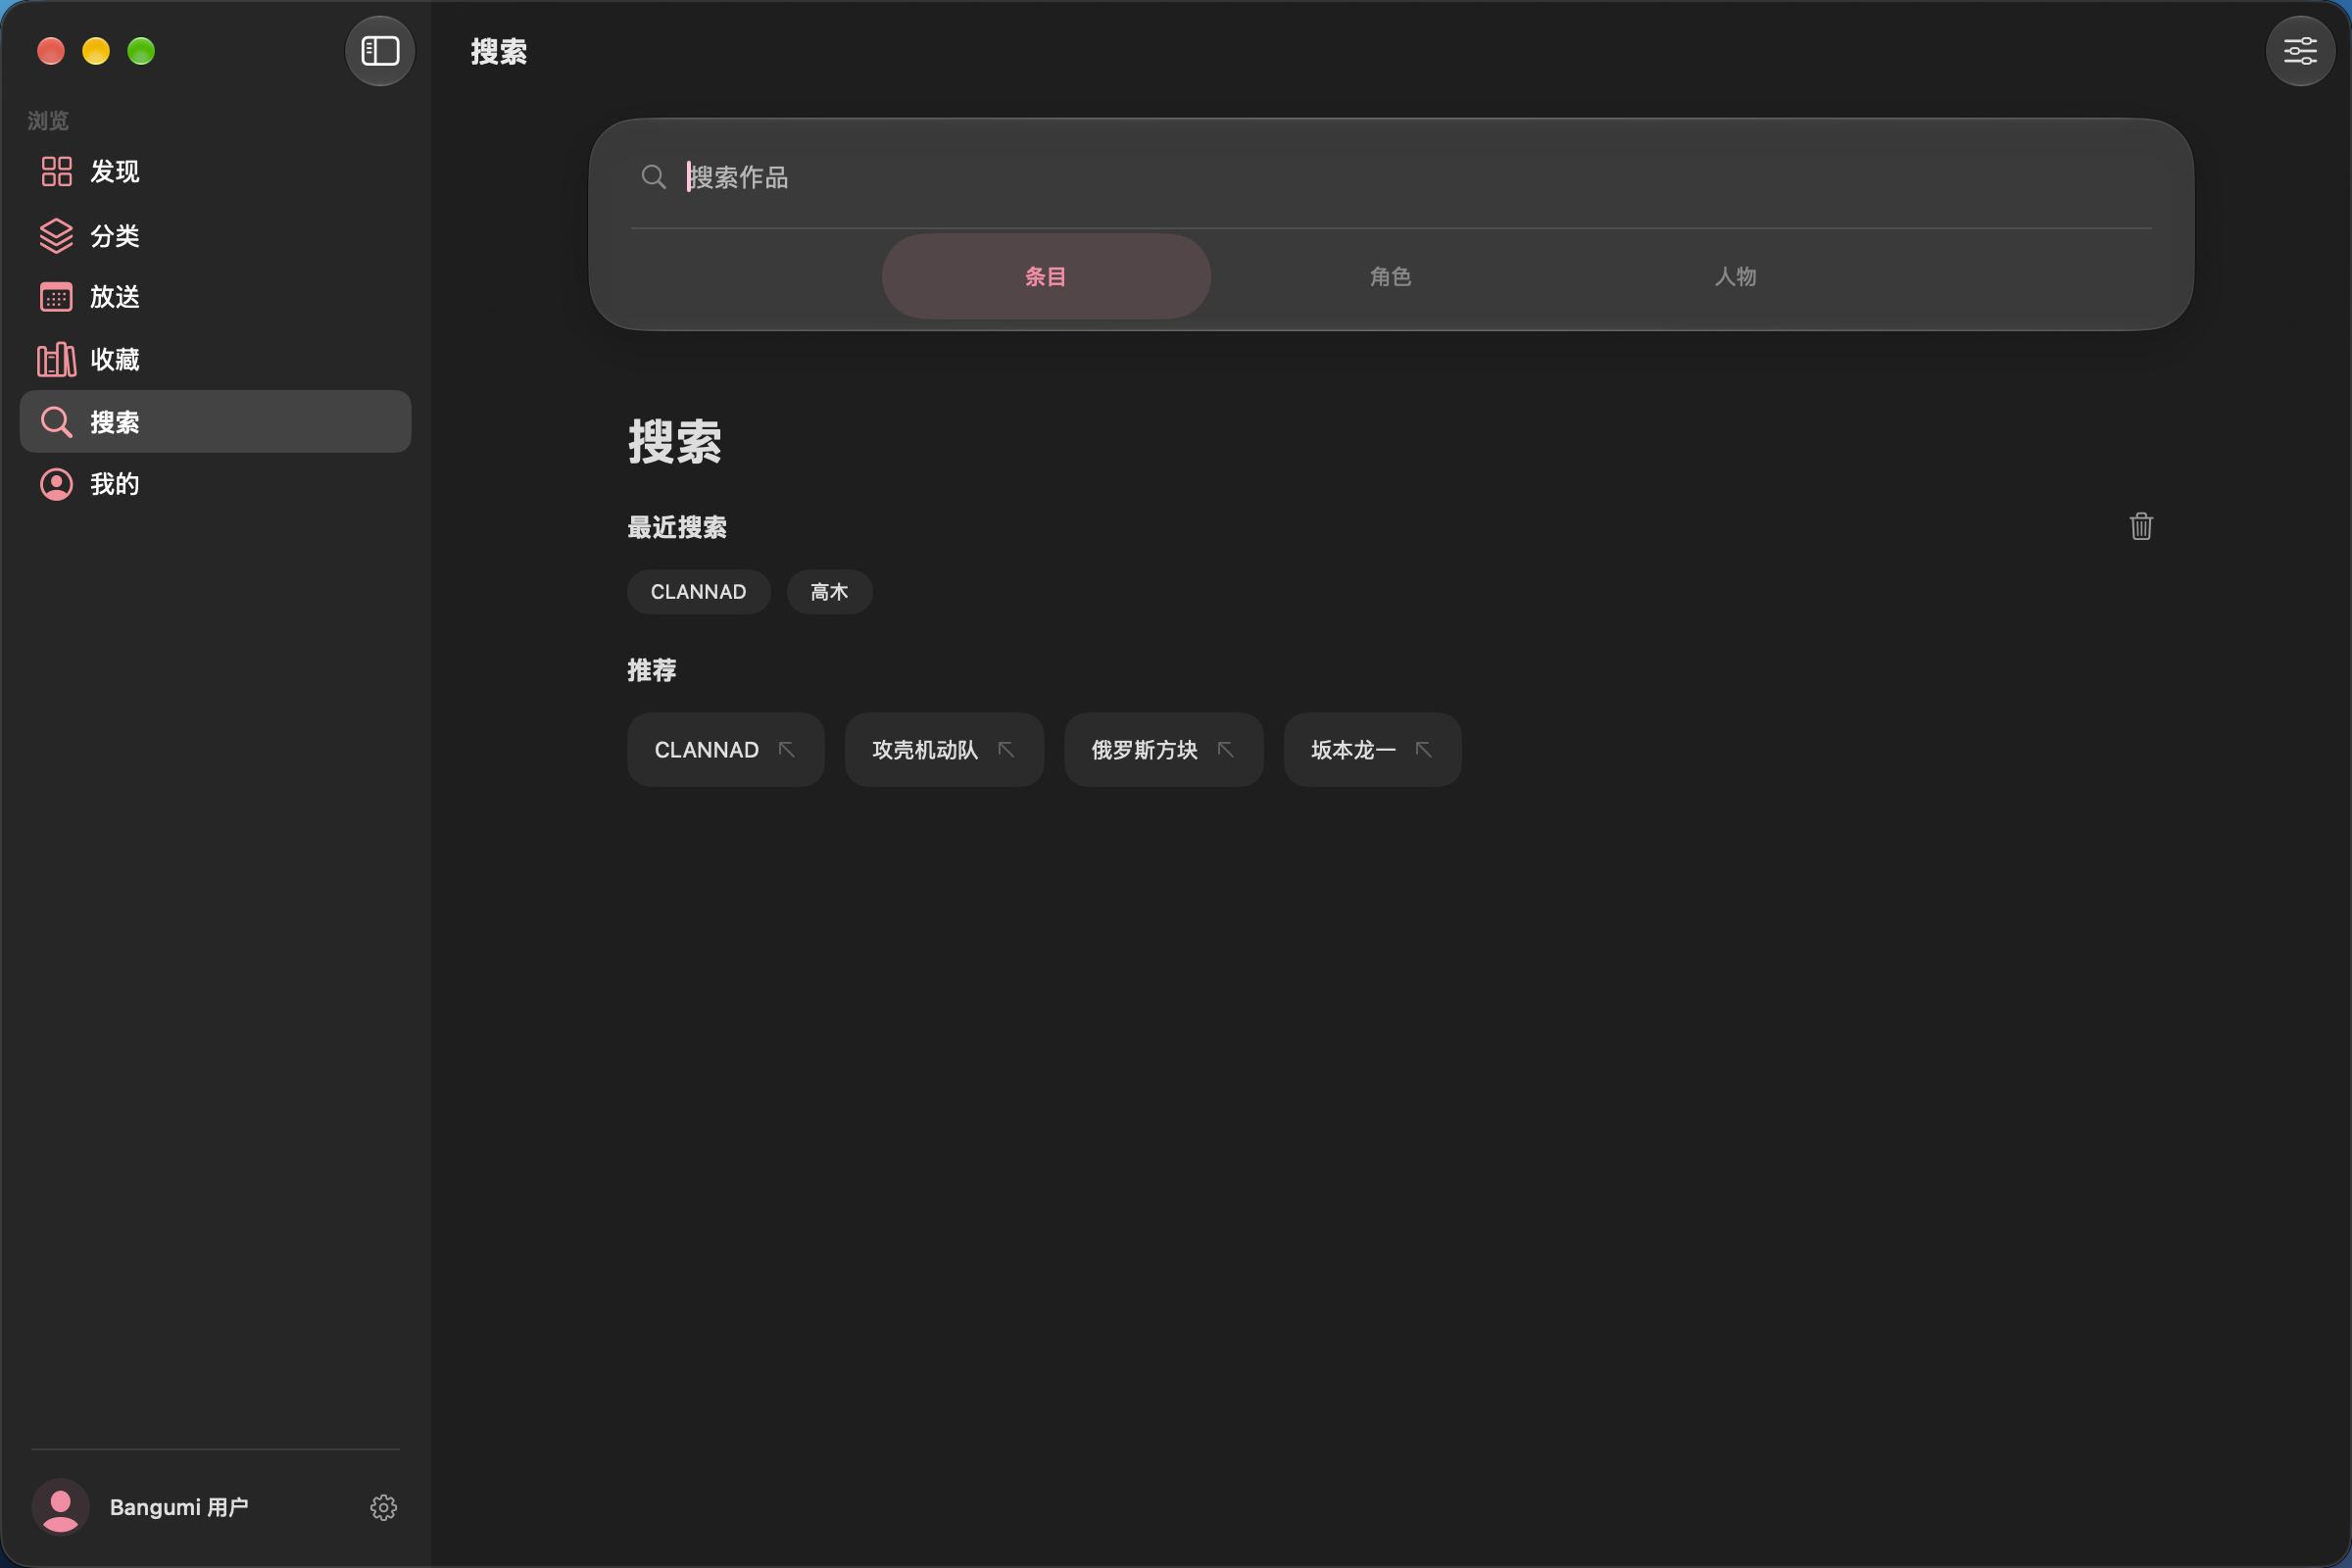 浏览
发现
分类
放送
收藏
搜索
我的
Bangumi 用户
搜索
搜索作品
条目 角色 人物
搜索
最近搜索
CLANNAD 高木
推荐
CLANNAD 攻壳机动队 俄罗斯方块 坂本龙一